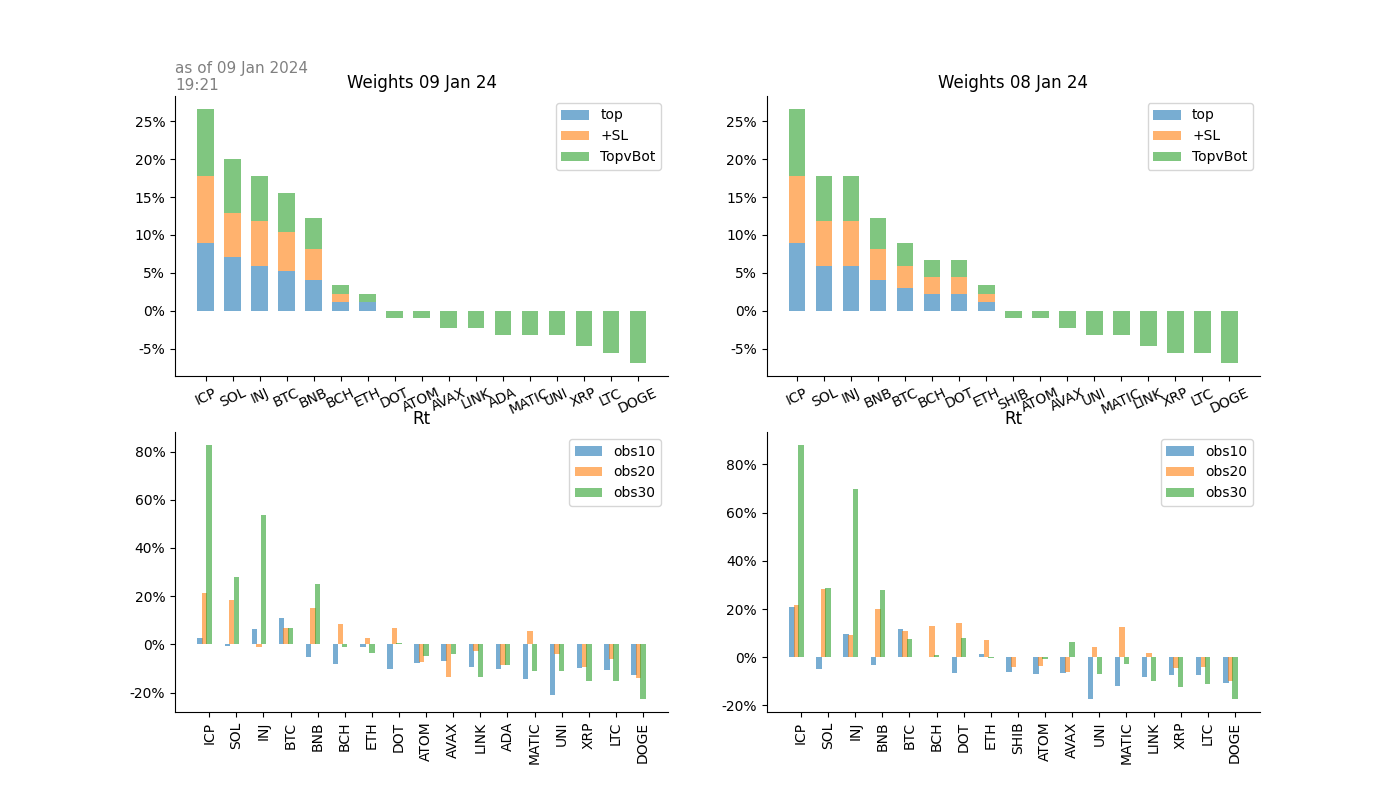 as of 09 Jan 2024
19:21
Weights 09 Jan 24
25%
20%
15%
10%
5%
0%
-5%
top
+SL
TopvBot
ICP SOL INJ BTC BNB BCH ETH DOT ATOM AVAX LINK ADA MATIC UNI XRP LTC DOGE
Weights 08 Jan 24
25%
20%
15%
10%
5%
0%
-5%
top
+SL
TopvBot
ICP SOL INJ BNB BTC BCH DOT ETH SHIB ATOM AVAX UNI MATIC LINK XRP LTC DOGE
Rt
80%
60%
40%
20%
0%
-20%
obs10
obs20
obs30
ICP SOL INJ BTC BNB BCH ETH DOT ATOM AVAX LINK ADA MATIC UNI XRP LTC DOGE
Rt
80%
60%
40%
20%
0%
-20%
obs10
obs20
obs30
ICP SOL INJ BNB BTC BCH DOT ETH SHIB ATOM AVAX UNI MATIC LINK XRP LTC DOGE